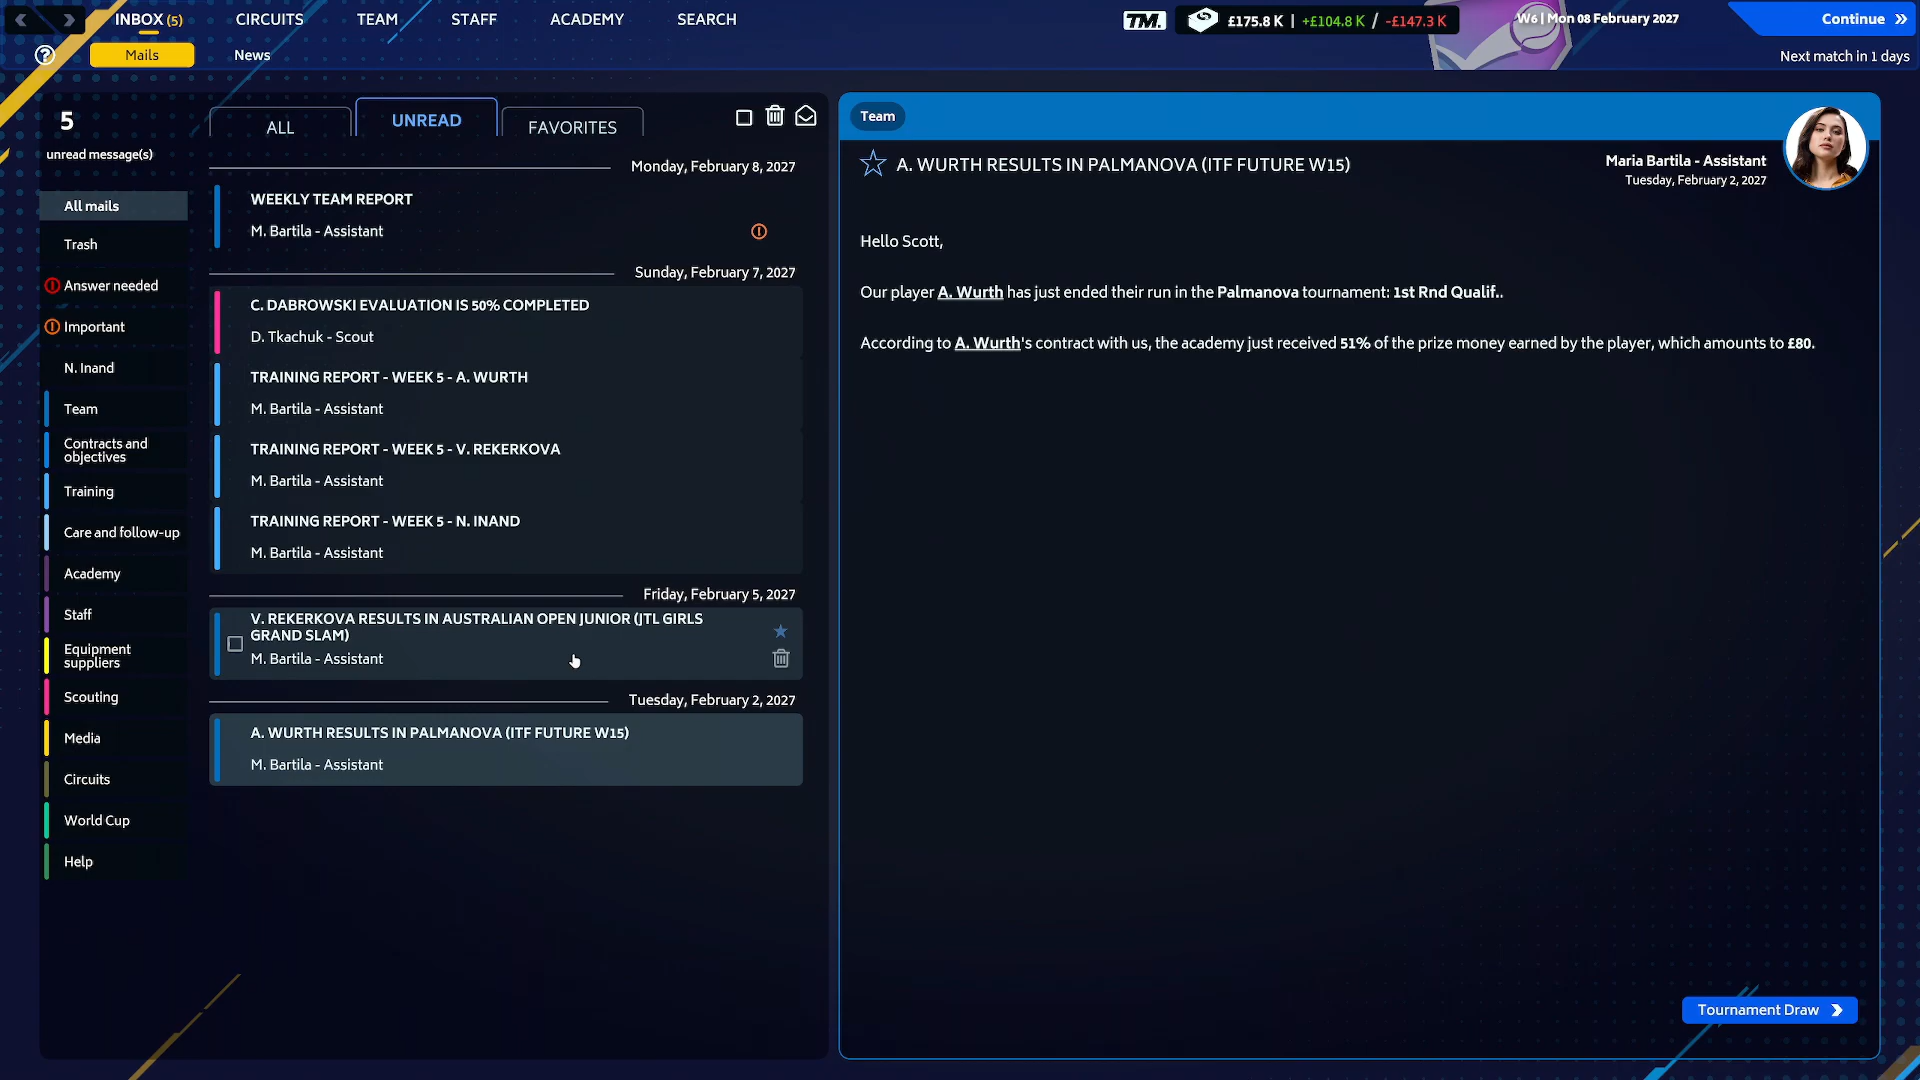 INBOX (5)
CIRCUITS
TEAM
STAFF
ACADEMY
SEARCH
TM.
£175.8 K | +£104.8 K / -£147.3 K
W6 | Mon 08 February 2027
Continue
Mails
News
Next match in 1 days
5
unread message(s)
All mails
Trash
Answer needed
Important
N. Inand
Team
Contracts and
objectives
Training
Care and follow-up
Academy
Staff
Equipment
suppliers
Scouting
Media
Circuits
World Cup
Help
ALL
UNREAD
FAVORITES
Monday, February 8, 2027
WEEKLY TEAM REPORT
M. Bartila - Assistant
Sunday, February 7, 2027
C. DABROWSKI EVALUATION IS 50% COMPLETED
D. Tkachuk - Scout
TRAINING REPORT - WEEK 5 - A. WURTH
M. Bartila - Assistant
TRAINING REPORT - WEEK 5 - V. REKERKOVA
M. Bartila - Assistant
TRAINING REPORT - WEEK 5 - N. INAND
M. Bartila - Assistant
Friday, February 5, 2027
V. REKERKOVA RESULTS IN AUSTRALIAN OPEN JUNIOR (JTL GIRLS
GRAND SLAM)
M. Bartila - Assistant
Tuesday, February 2, 2027
A. WURTH RESULTS IN PALMANOVA (ITF FUTURE W15)
M. Bartila - Assistant
Team
A. WURTH RESULTS IN PALMANOVA (ITF FUTURE W15)
Maria Bartila - Assistant
Tuesday, February 2, 2027
Hello Scott,
Our player A. Wurth has just ended their run in the Palmanova tournament: 1st Rnd Qualif..
According to A. Wurth's contract with us, the academy just received 51% of the prize money earned by the player, which amounts to £80.
Tournament Draw